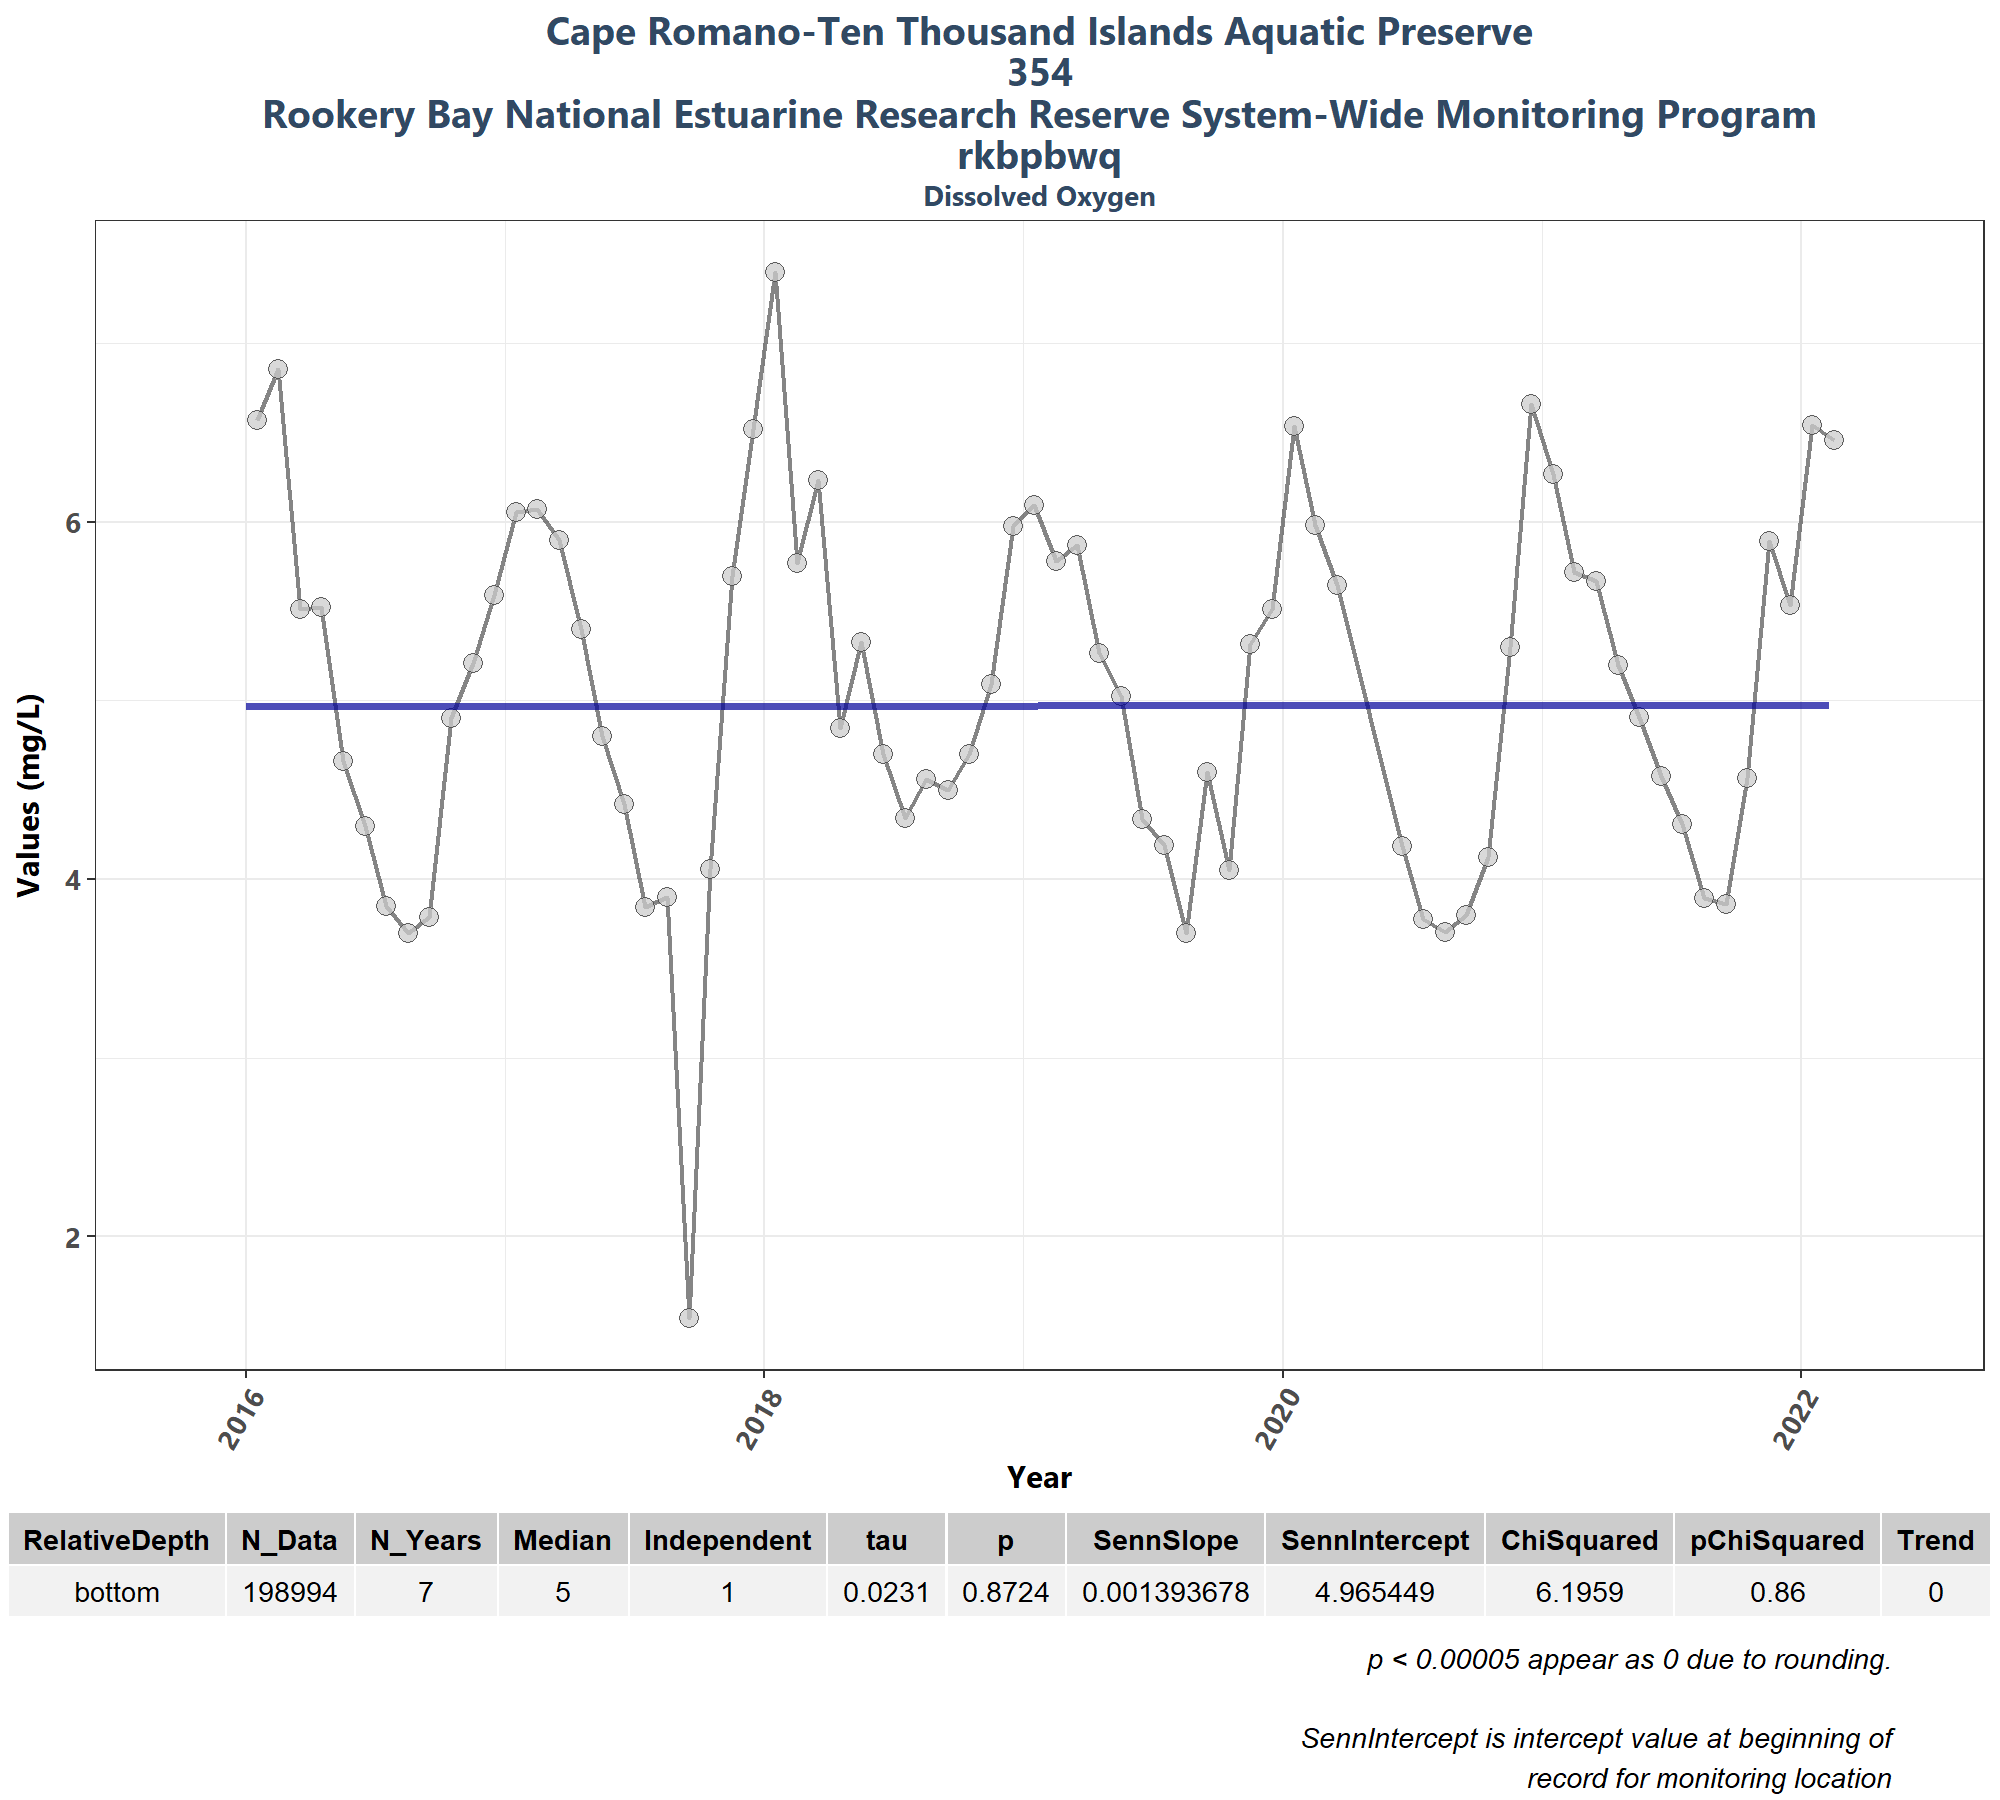 Cape Romano-Ten Thousand Islands Aquatic Preserve
354
Rookery Bay National Estuarine Research Reserve System-Wide Monitoring Program
rkbpbwq
Dissolved Oxygen
Values (mg/L)
6
4
2
2016 2018 2020 2022
Year
RelativeDepth N_Data N_Years Median Independent tau p SennSlope SennIntercept ChiSquared pChiSquared Trend
bottom 198994 7 5 1 0.0231 0.8724 0.001393678 4.965449 6.1959 0.86 0
p < 0.00005 appear as 0 due to rounding.
SennIntercept is intercept value at beginning of
record for monitoring location